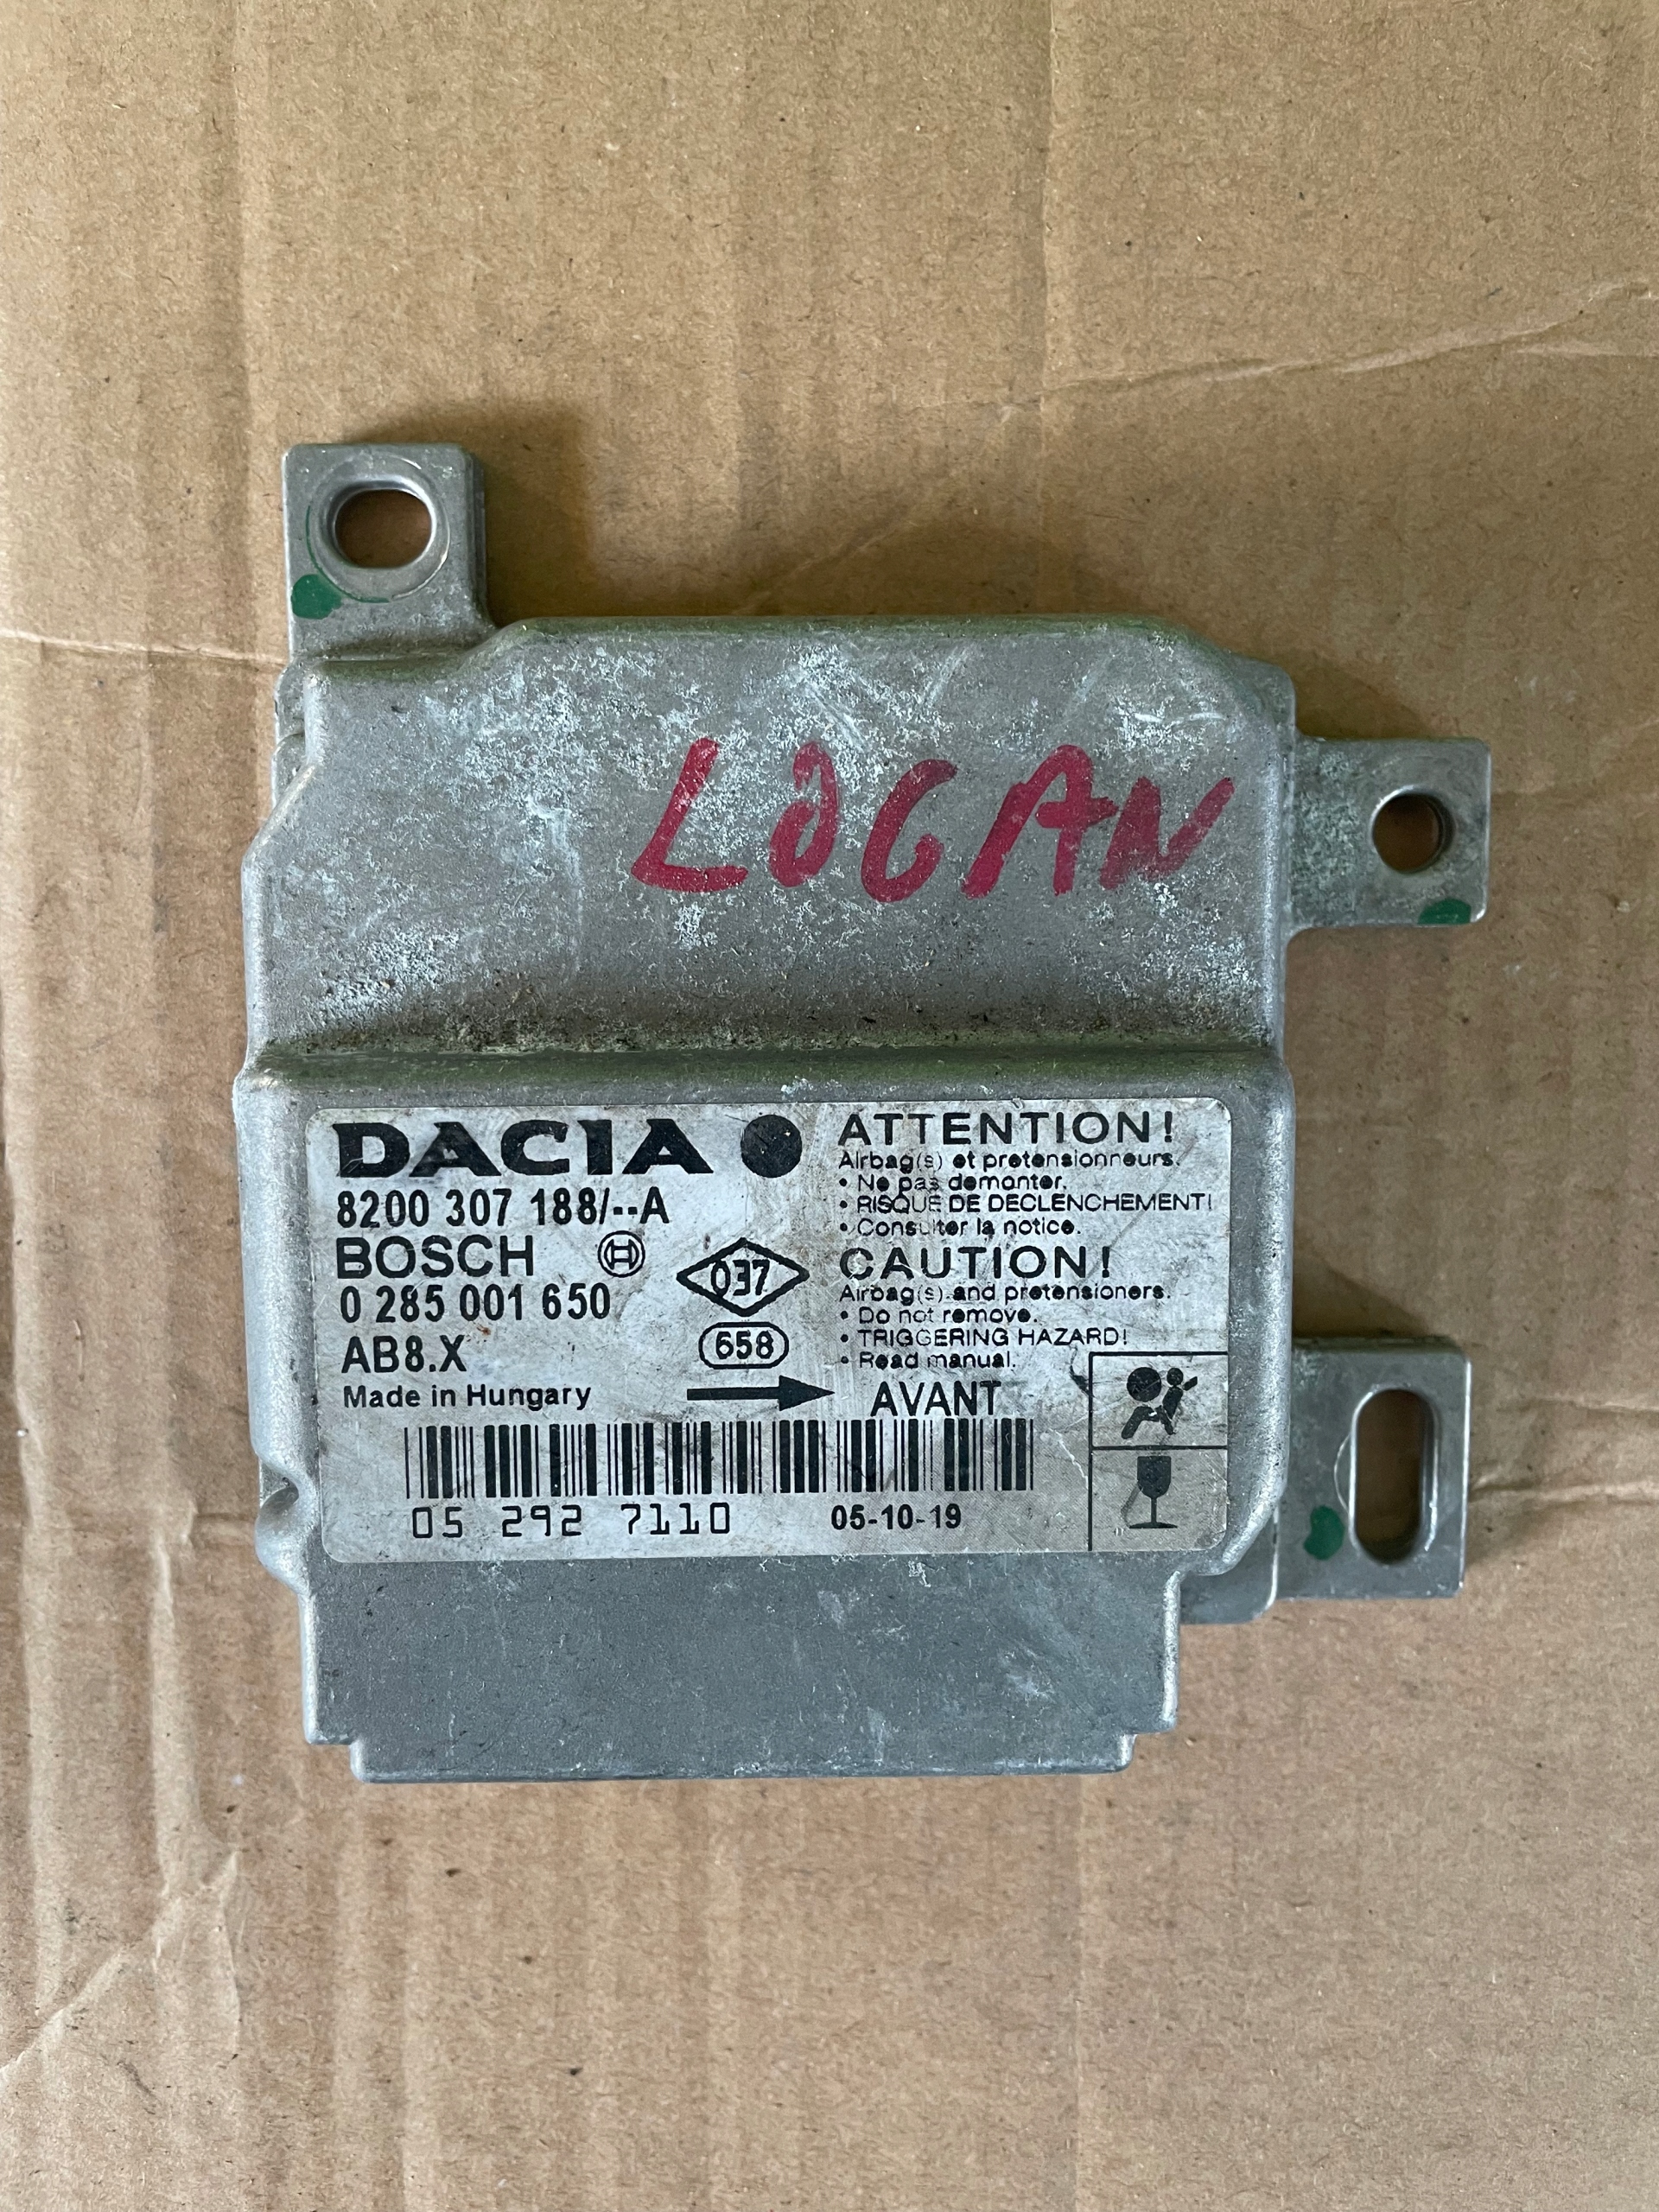 LOGAN
DACIA
8200 307 188/--A
BOSCH
0 285 001 650
AB8.X
Made in Hungary
037
658
ATTENTION!
Airbag(s) et pretensionneurs.
• Ne pas demonter.
• RISQUE DE DECLENCHEMENT!
• Consulter la notice.
CAUTION!
Airbag(s) and pretensioners.
• Do not remove.
• TRIGGERING HAZARD!
• Read manual.
AVANT
05 292 7110
05-10-19